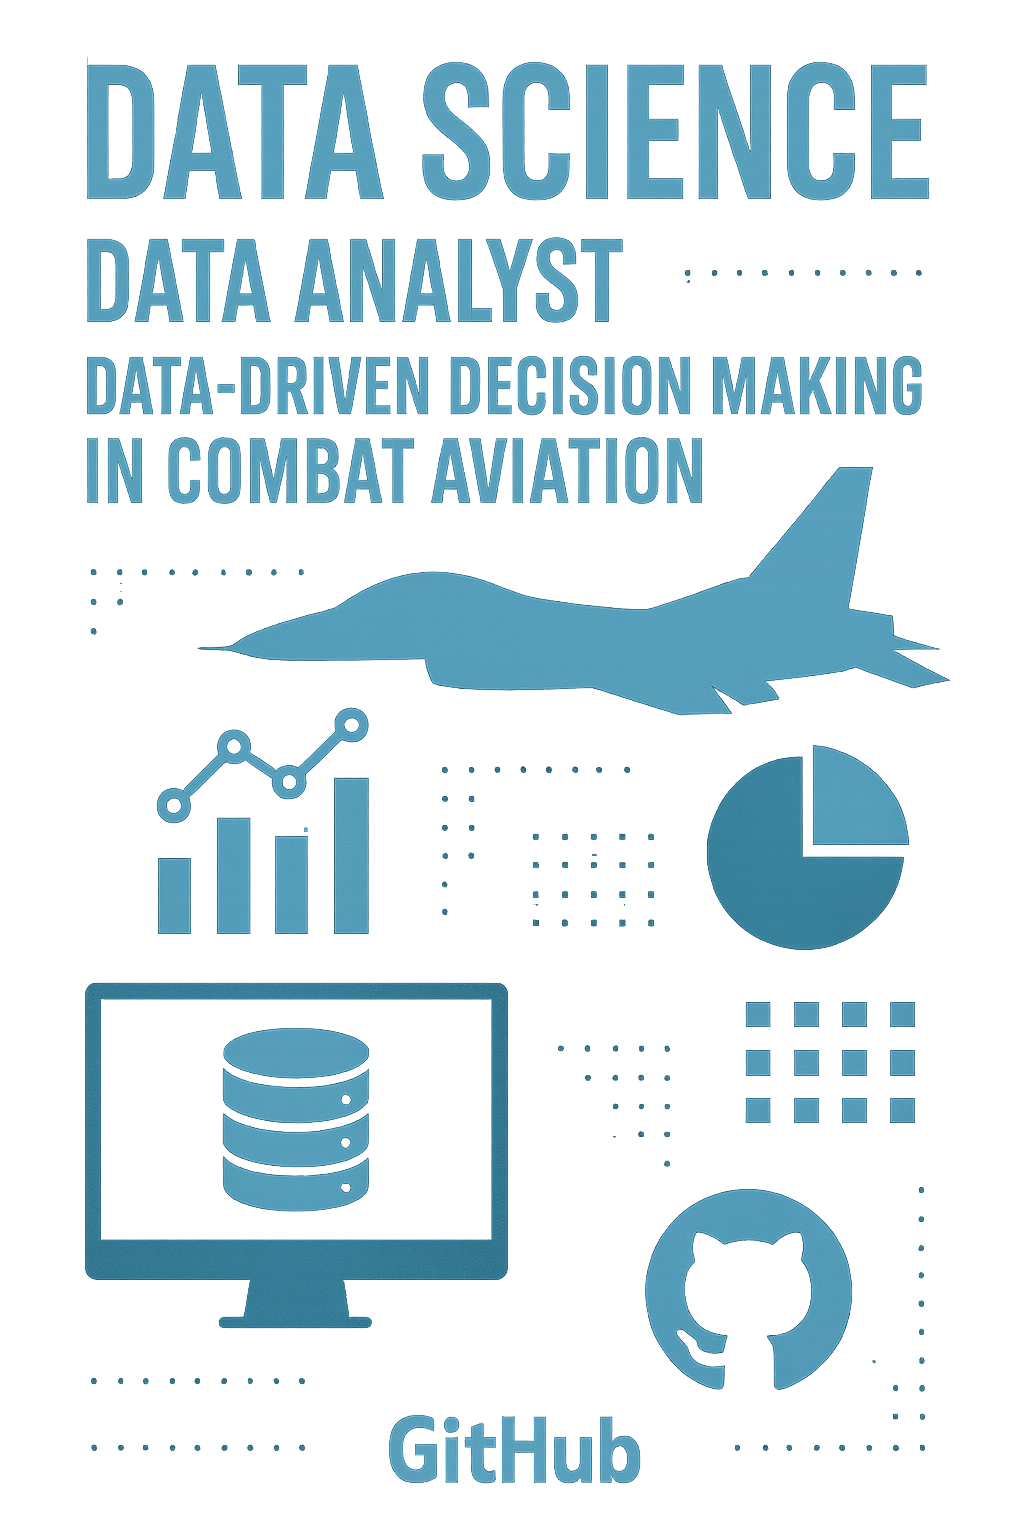 DATA SCIENCE
DATA ANALYST
DATA-DRIVEN DECISION MAKING
IN COMBAT AVIATION
GitHub